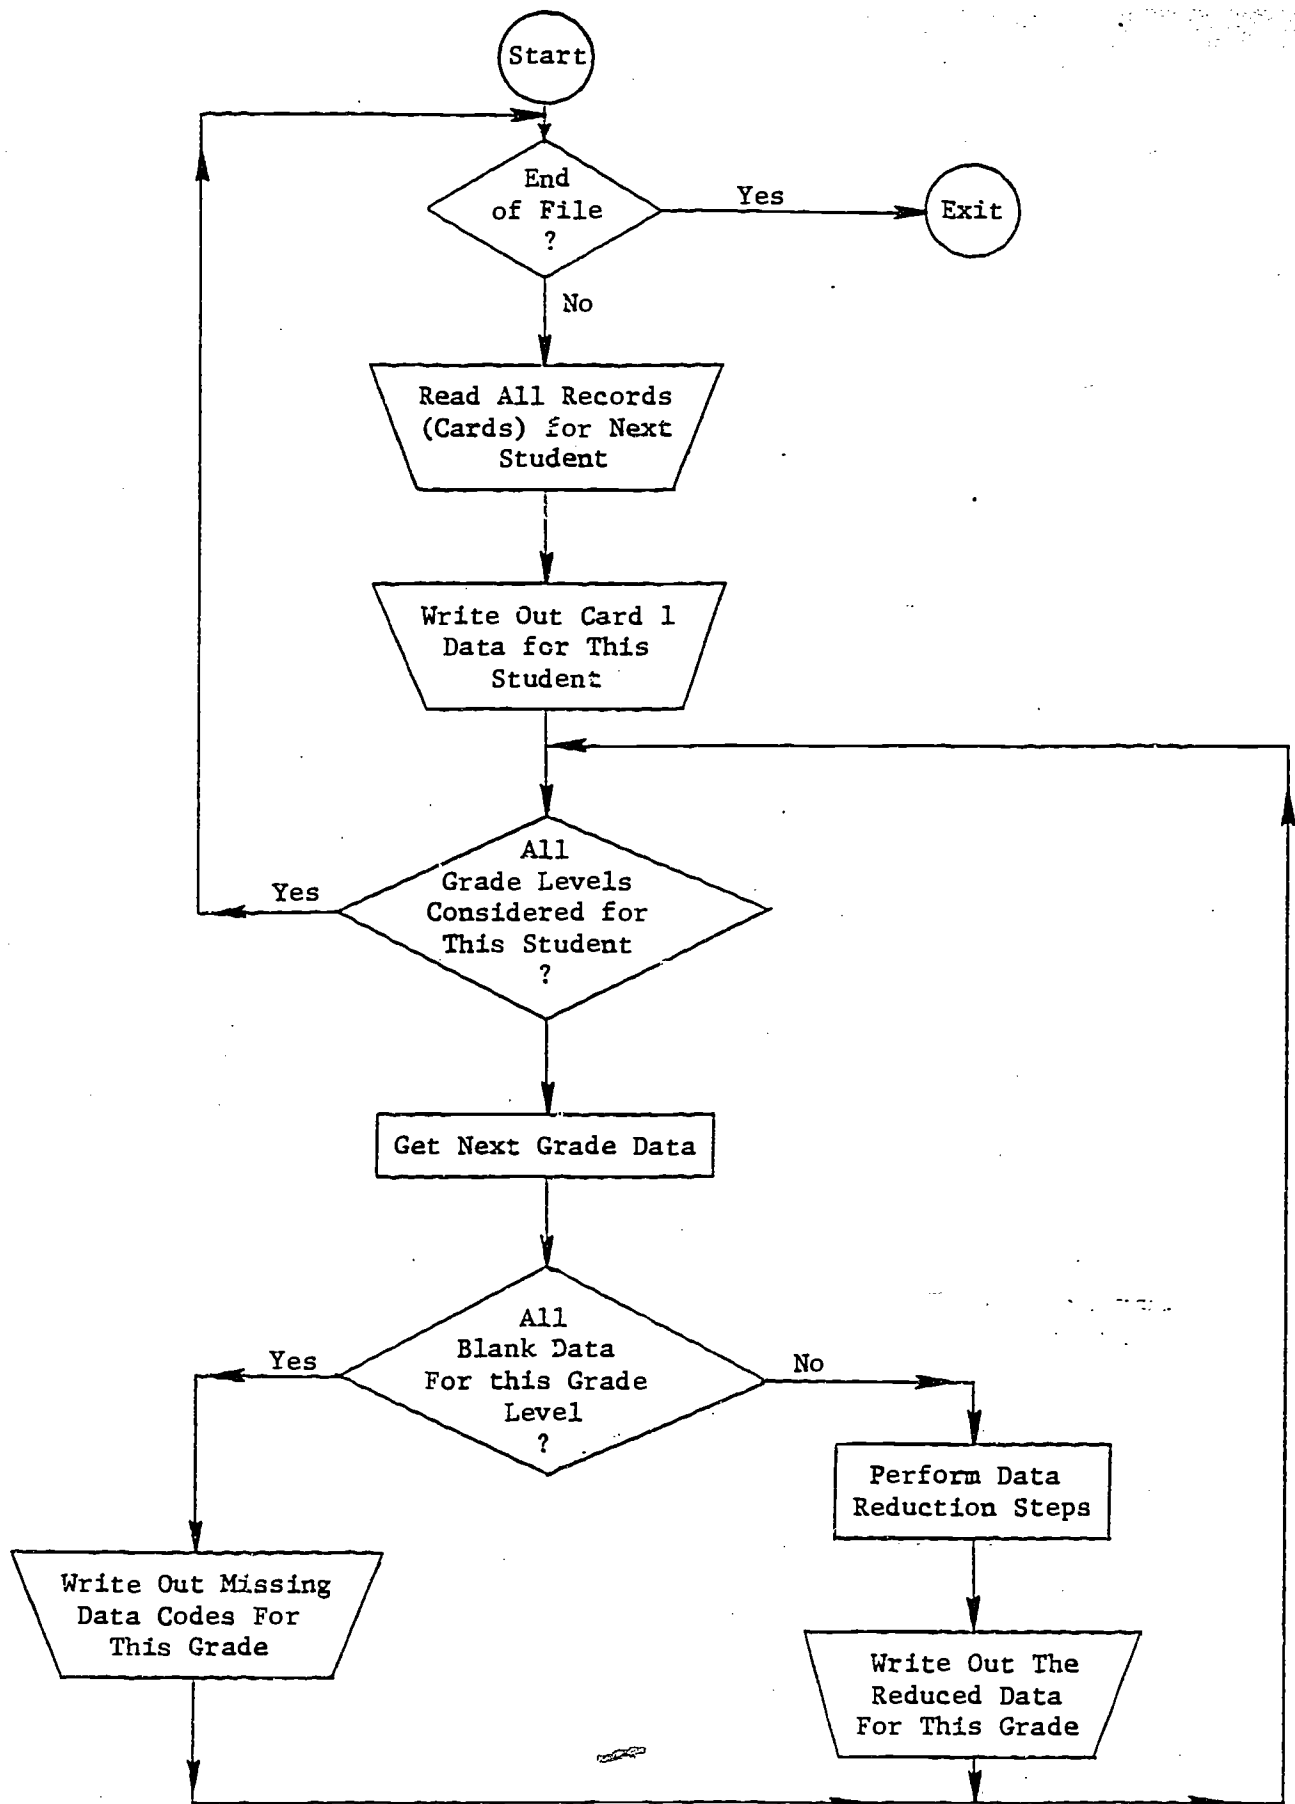 Start
End
of File
?
Yes
Exit
No
Read All Records
(Cards) for Next
Student
Write Out Card 1
Data for This
Student
All
Grade Levels
Considered for
This Student
?
Yes
Get Next Grade Data
All
Blank Data
For this Grade
Level
?
Yes
No
Perform Data
Reduction Steps
Write Out Missing
Data Codes For
This Grade
Write Out The
Reduced Data
For This Grade